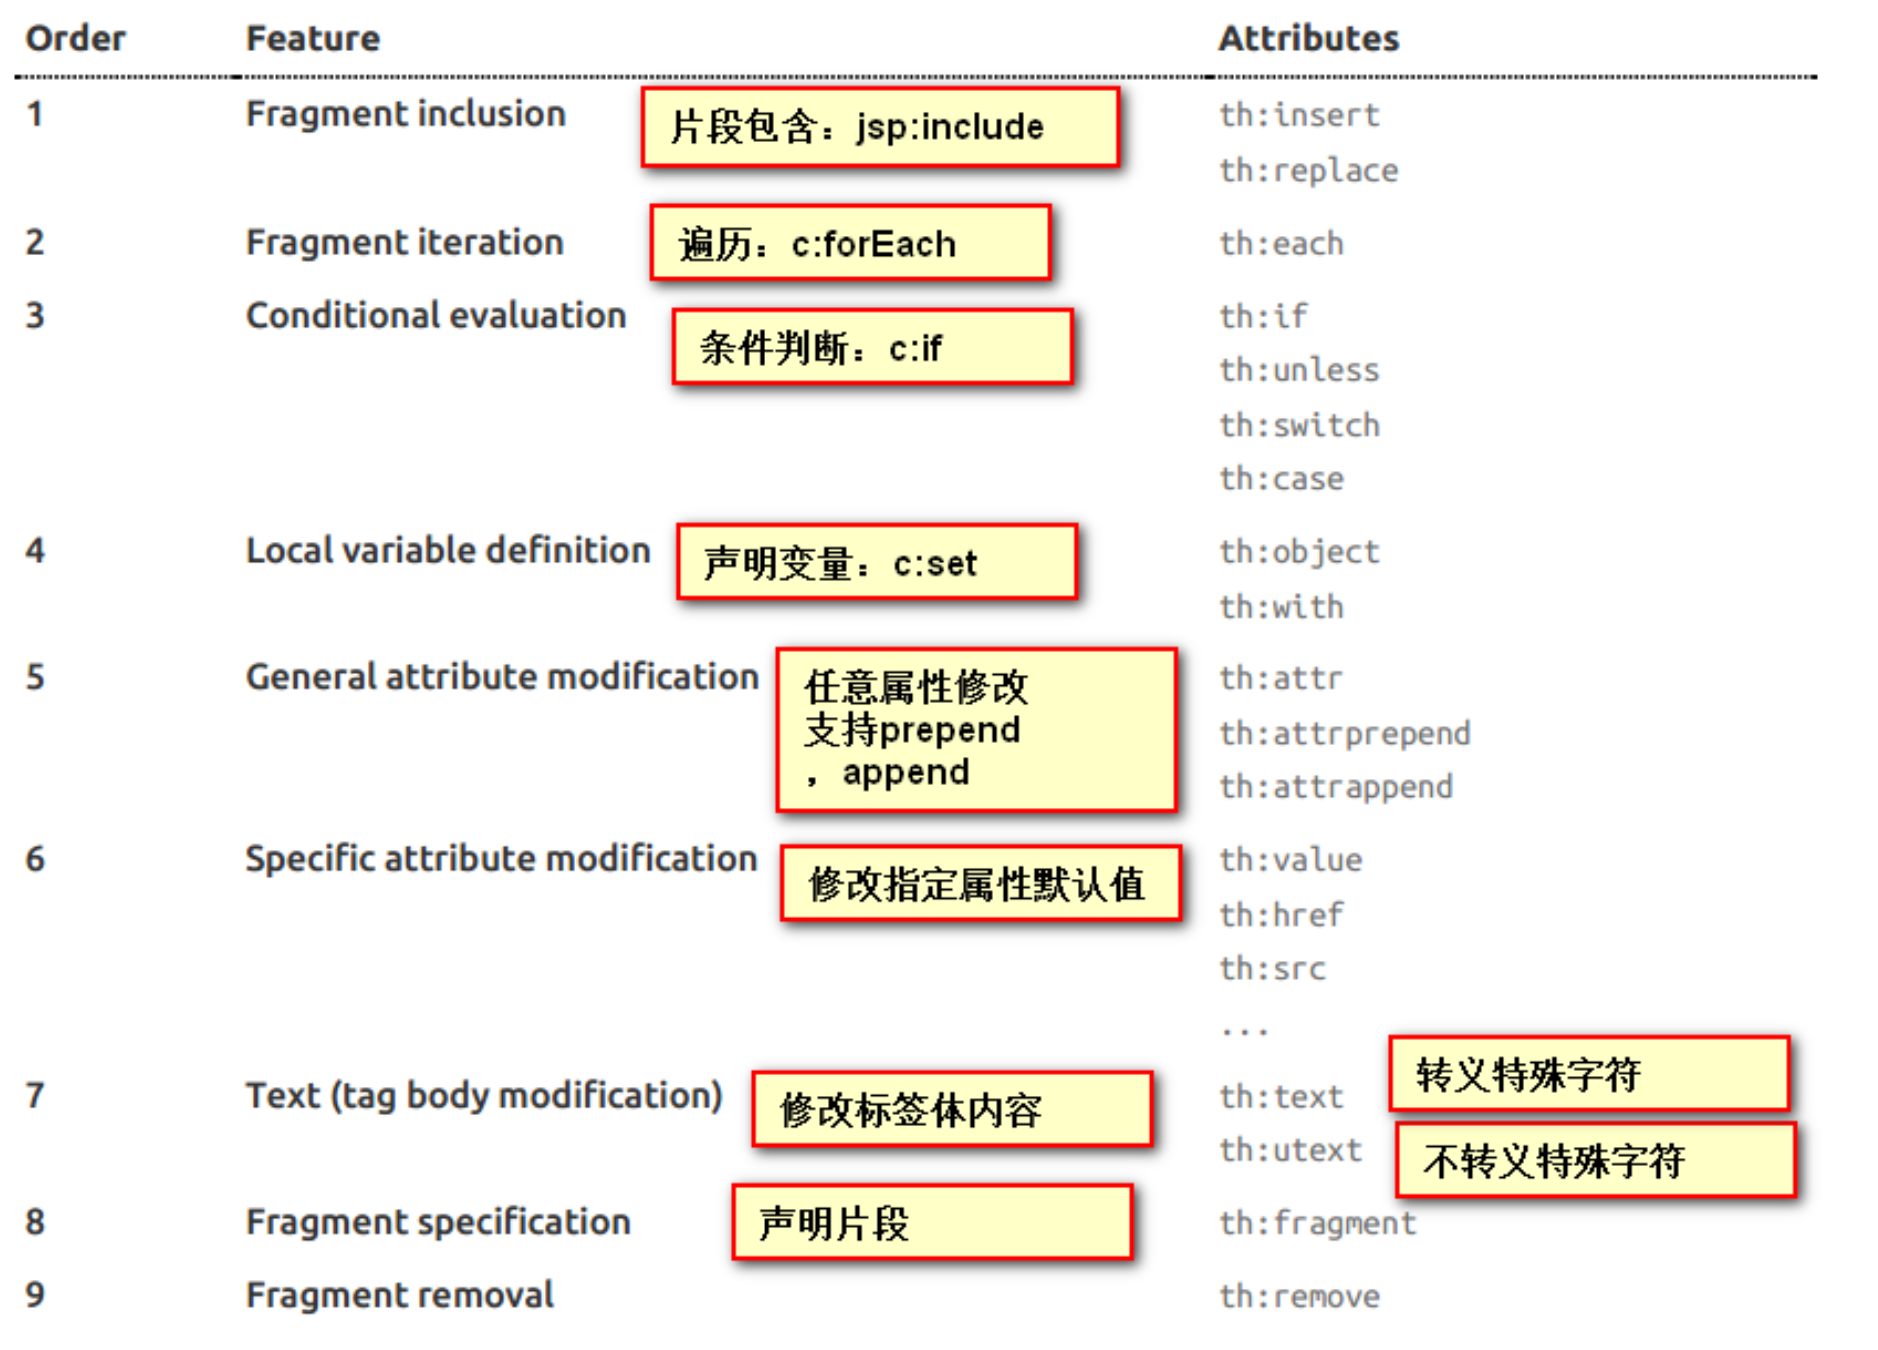 Order Feature Attributes
1 Fragment inclusion 片段包含：jsp:include th:insert
th:replace
2 Fragment iteration 遍历：c:forEach th:each
3 Conditional evaluation 条件判断：c:if th:if
th:unless
th:switch
th:case
4 Local variable definition 声明变量：c:set th:object
th:with
5 General attribute modification 任意属性修改 th:attr
支持prepend th:attrprepend
，append th:attrappend
6 Specific attribute modification 修改指定属性默认值 th:value
th:href
th:src
...
7 Text (tag body modification) 修改标签体内容 th:text 转义特殊字符
th:utext 不转义特殊字符
8 Fragment specification 声明片段 th:fragment
9 Fragment removal th:remove